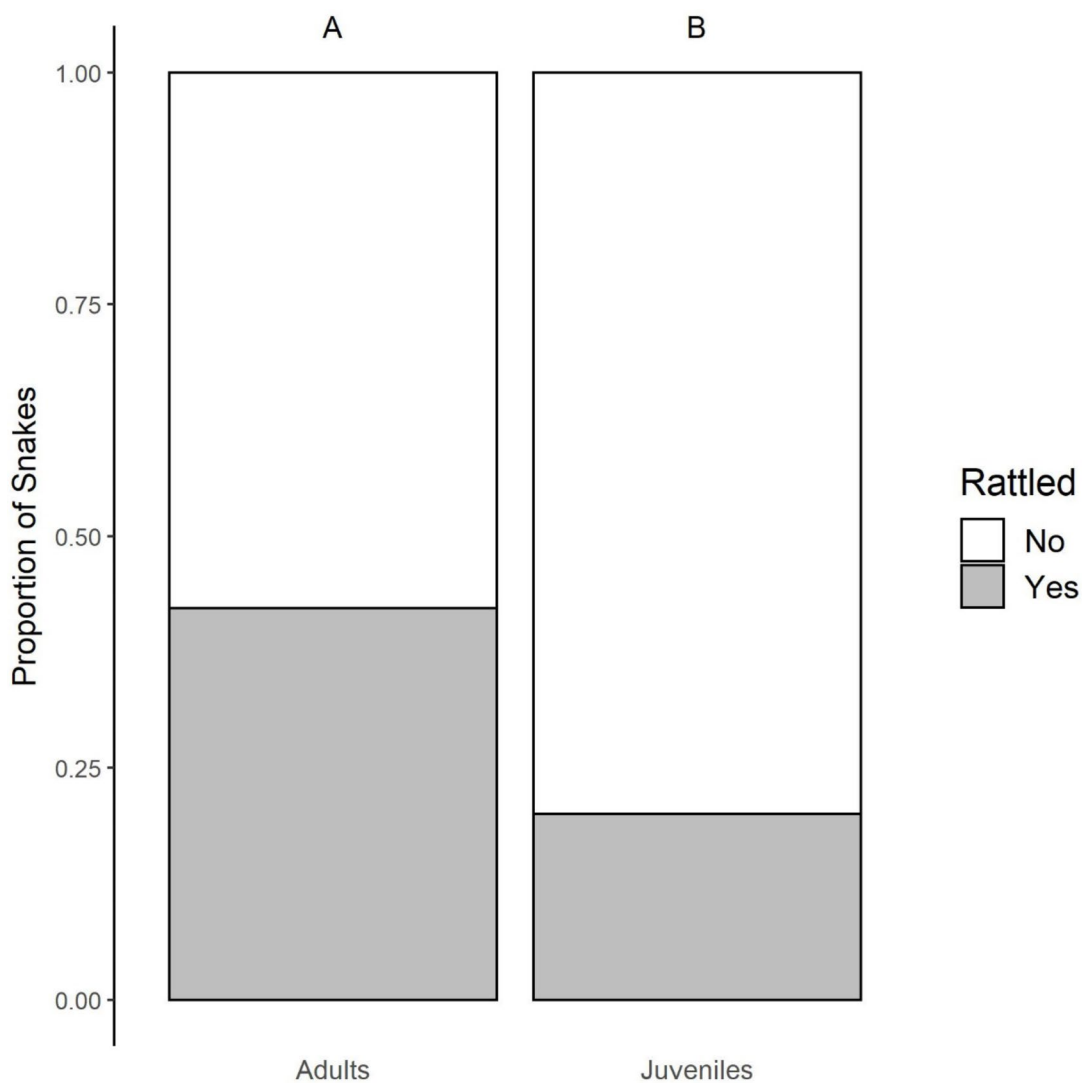 A
B
1.00
0.75
0.50
0.25
0.00
Proportion of Snakes
Adults
Juveniles
Rattled
No
Yes